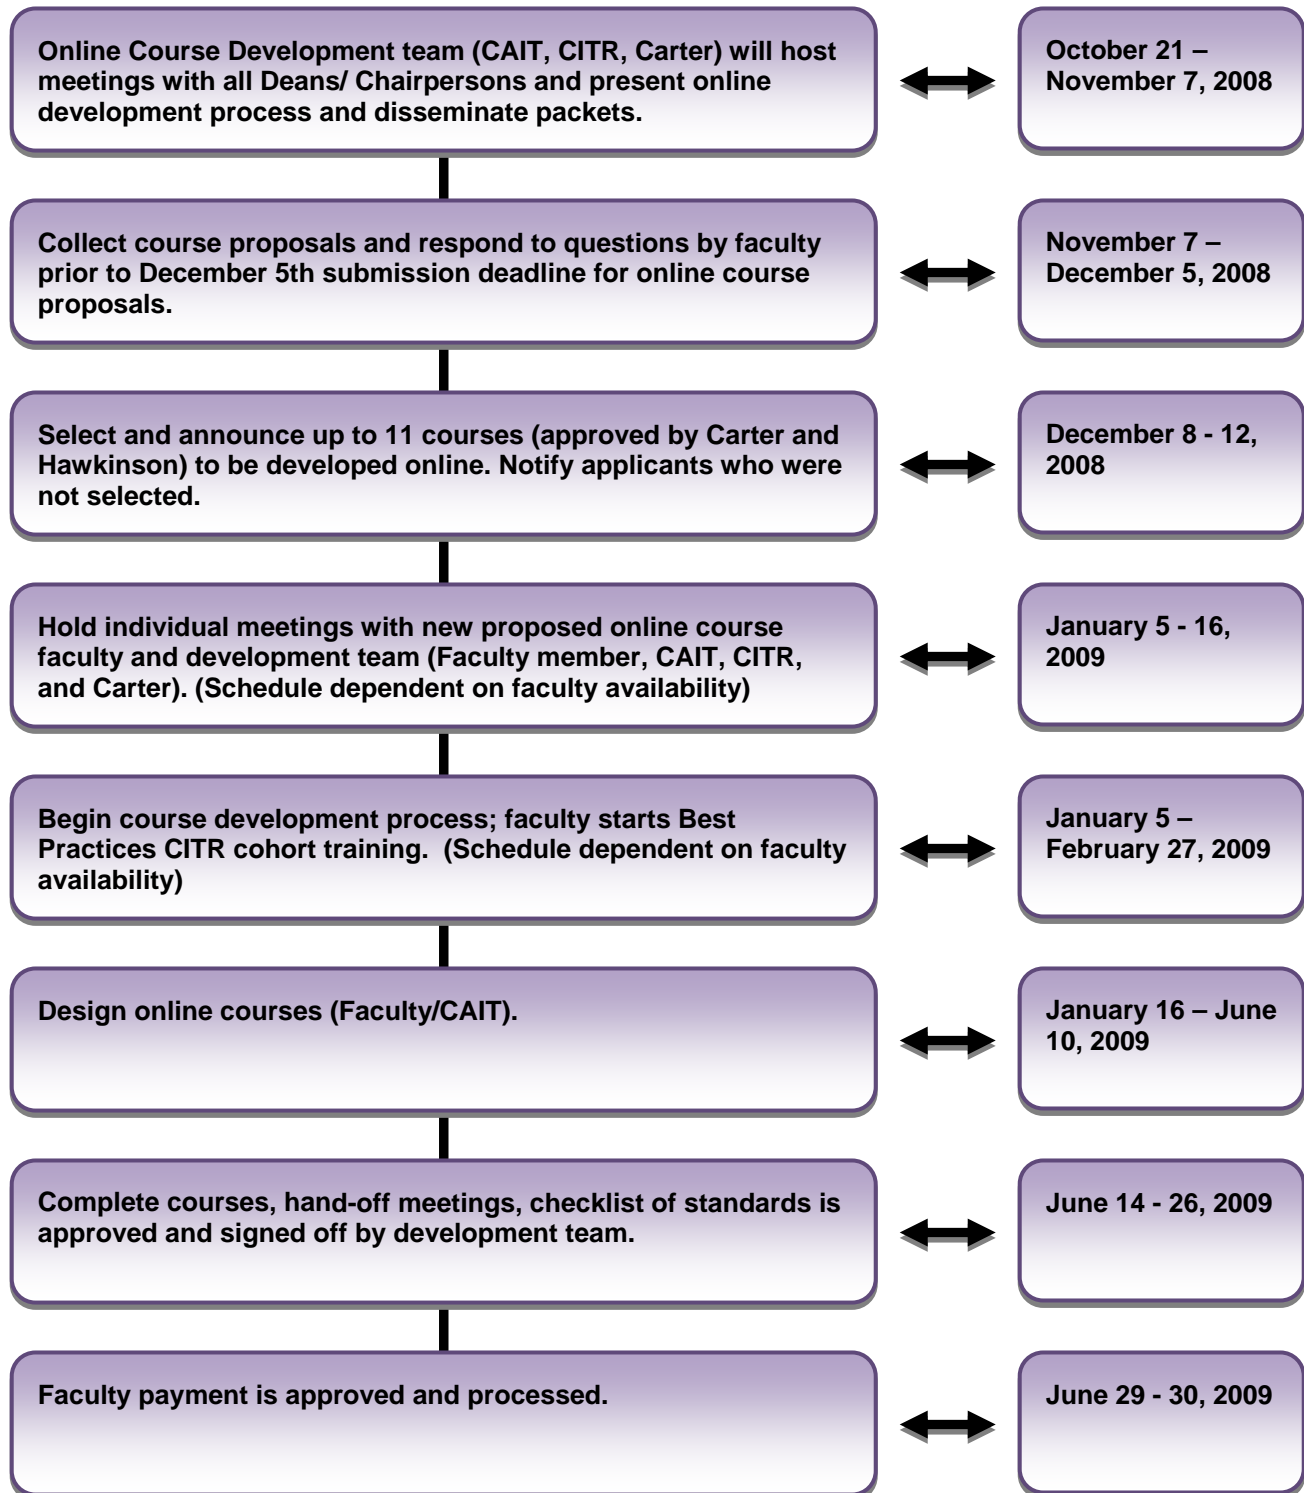 Online Course Development team (CAIT, CITR, Carter) will host
meetings with all Deans/ Chairpersons and present online
development process and disseminate packets.
October 21 –
November 7, 2008
Collect course proposals and respond to questions by faculty
prior to December 5th submission deadline for online course
proposals.
November 7 –
December 5, 2008
Select and announce up to 11 courses (approved by Carter and
Hawkinson) to be developed online. Notify applicants who were
not selected.
December 8 - 12,
2008
Hold individual meetings with new proposed online course
faculty and development team (Faculty member, CAIT, CITR,
and Carter). (Schedule dependent on faculty availability)
January 5 - 16,
2009
Begin course development process; faculty starts Best
Practices CITR cohort training.  (Schedule dependent on faculty
availability)
January 5 –
February 27, 2009
Design online courses (Faculty/CAIT).
January 16 – June
10, 2009
Complete courses, hand-off meetings, checklist of standards is
approved and signed off by development team.
June 14 - 26, 2009
Faculty payment is approved and processed.
June 29 - 30, 2009